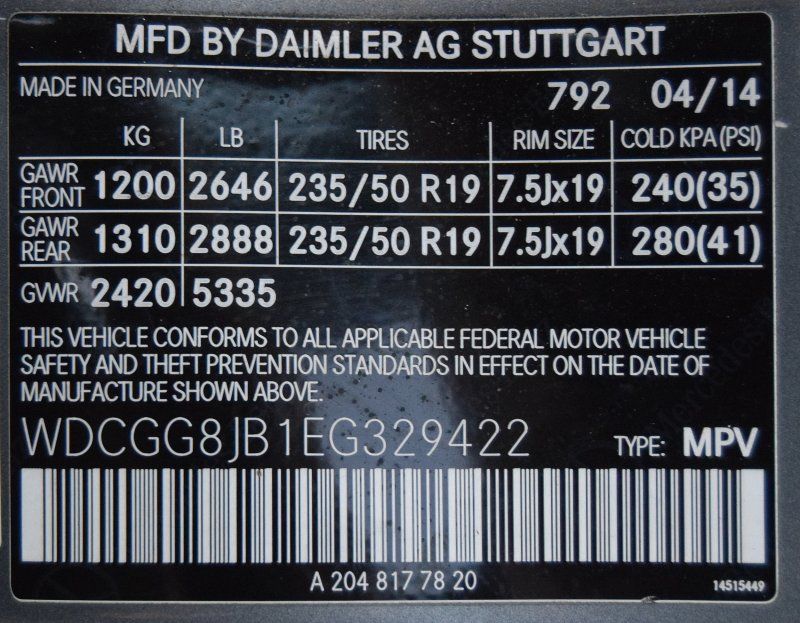 MFD BY DAIMLER AG STUTTGART
MADE IN GERMANY 792 04/14
KG LB TIRES RIM SIZE COLD KPA (PSI)
GAWR FRONT 1200 2646 235/50 R19 7.5Jx19 240(35)
GAWR REAR 1310 2888 235/50 R19 7.5Jx19 280(41)
GVWR 2420 5335
THIS VEHICLE CONFORMS TO ALL APPLICABLE FEDERAL MOTOR VEHICLE
SAFETY AND THEFT PREVENTION STANDARDS IN EFFECT ON THE DATE OF
MANUFACTURE SHOWN ABOVE.
WDCGG8JB1EG329422 TYPE: MPV
A 204 817 78 20 14515449